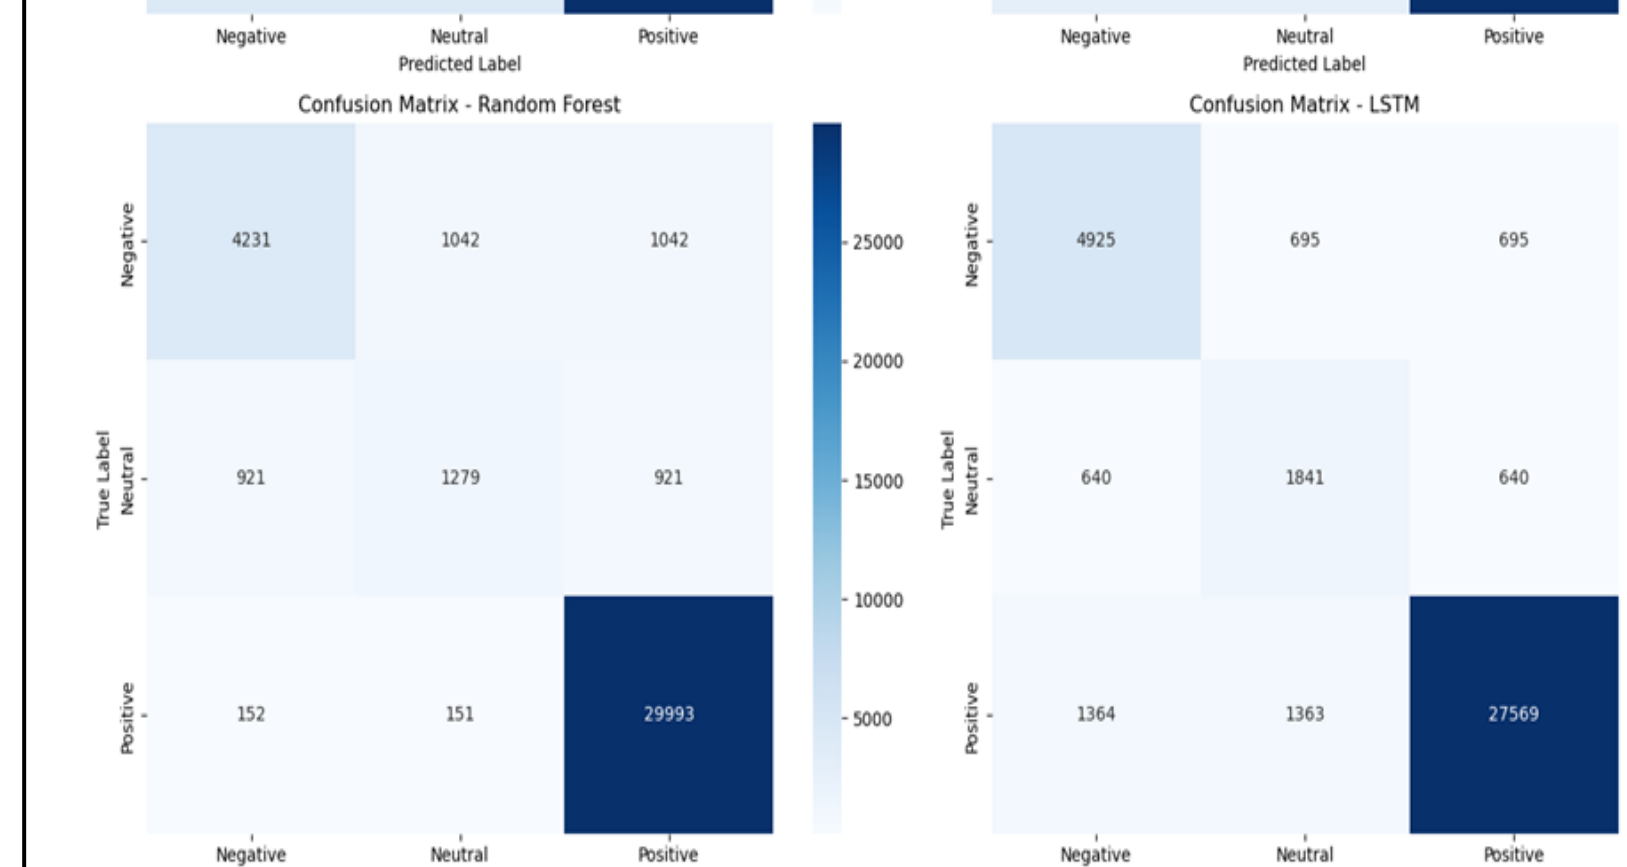 Negative Neutral Positive
Predicted Label
Negative Neutral Positive
Predicted Label
Confusion Matrix - Random Forest
True Label
Negative
4231 1042 1042
Neutral
921 1279 921
Positive
152 151 29993
Negative Neutral Positive
25000
20000
15000
10000
5000
Confusion Matrix - LSTM
True Label
Negative
4925 695 695
Neutral
640 1841 640
Positive
1364 1363 27569
Negative Neutral Positive